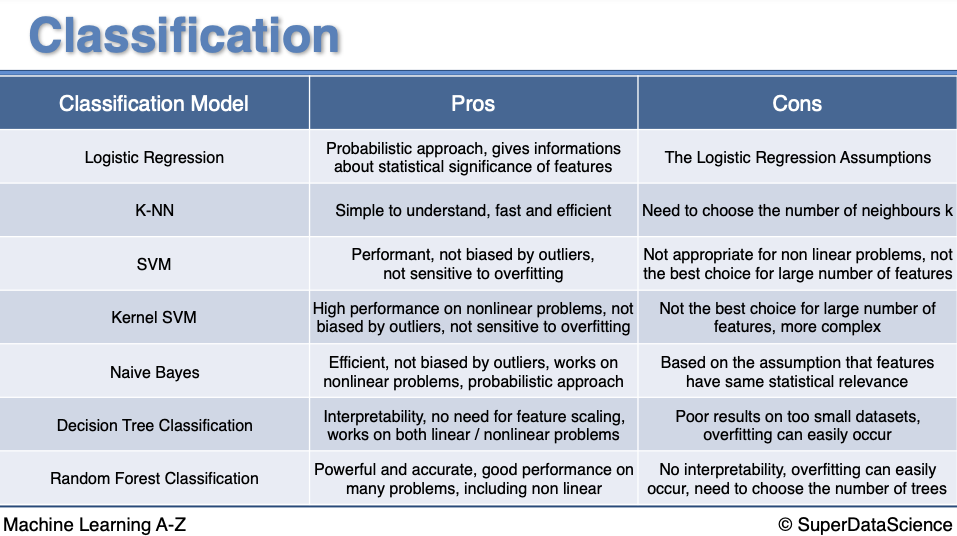 Classification
Classification Model Pros Cons
Logistic Regression
Probabilistic approach, gives informations
about statistical significance of features
The Logistic Regression Assumptions
K-NN
Simple to understand, fast and efficient
Need to choose the number of neighbours k
SVM
Performant, not biased by outliers,
not sensitive to overfitting
Not appropriate for non linear problems, not
the best choice for large number of features
Kernel SVM
High performance on nonlinear problems, not
biased by outliers, not sensitive to overfitting
Not the best choice for large number of
features, more complex
Naive Bayes
Efficient, not biased by outliers, works on
nonlinear problems, probabilistic approach
Based on the assumption that features
have same statistical relevance
Decision Tree Classification
Interpretability, no need for feature scaling,
works on both linear / nonlinear problems
Poor results on too small datasets,
overfitting can easily occur
Random Forest Classification
Powerful and accurate, good performance on
many problems, including non linear
No interpretability, overfitting can easily
occur, need to choose the number of trees
Machine Learning A-Z
© SuperDataScience